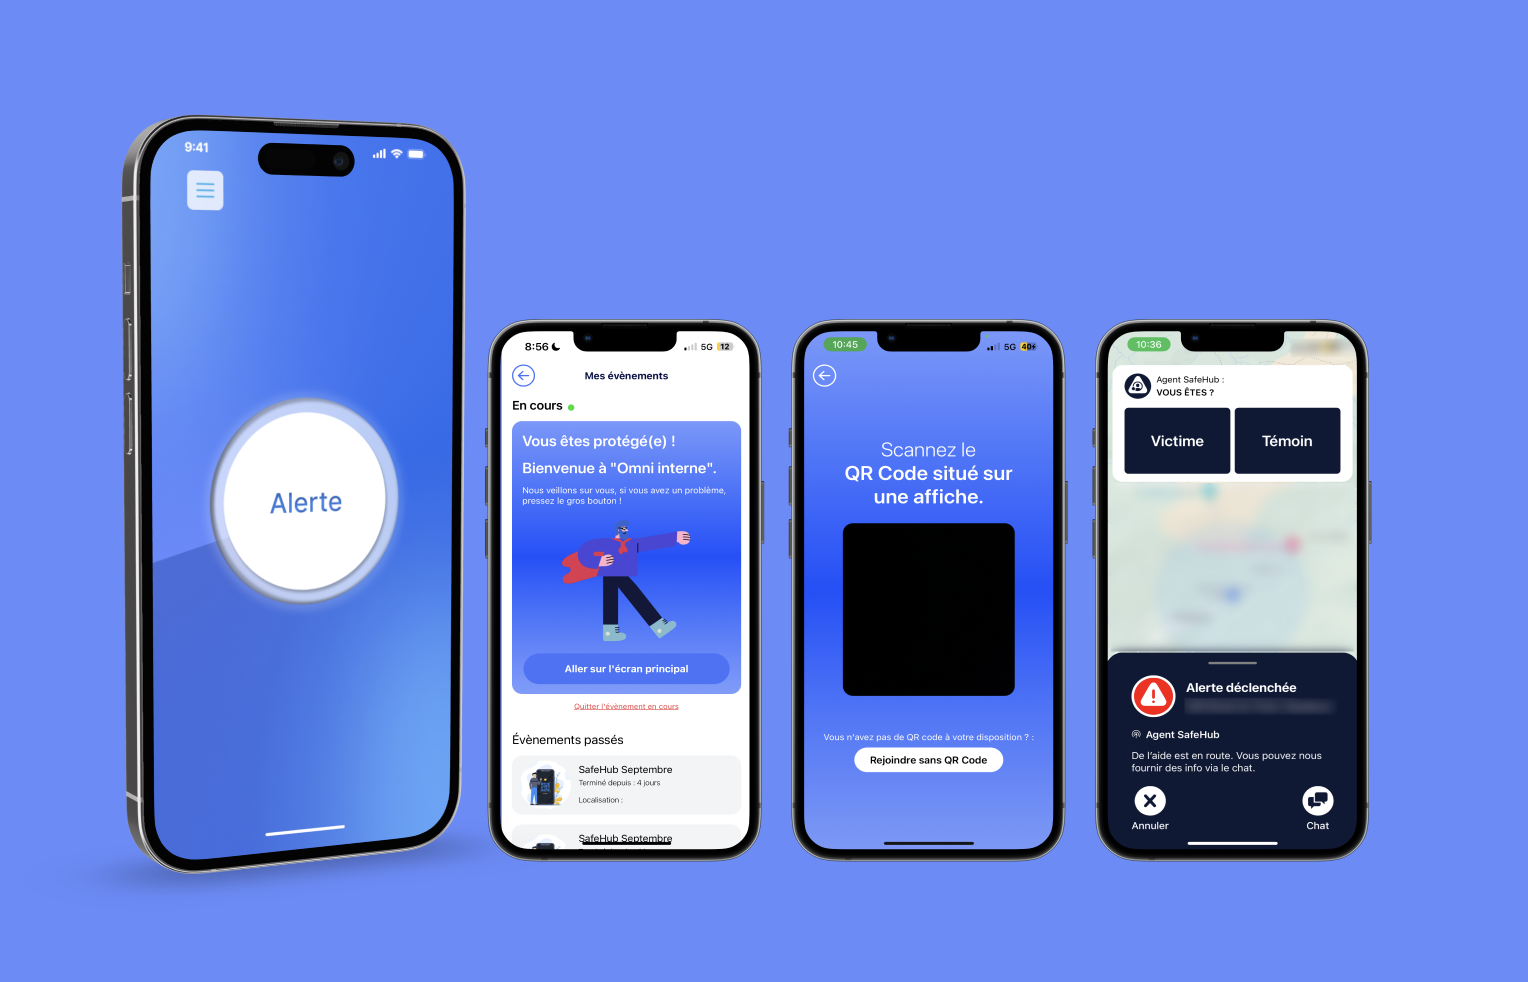 9:41
Alerte
8:56
5G
12
Mes évènements
En cours
Vous êtes protégé(e) !
Bienvenue à "Omni interne".
Nous veillons sur vous, si vous avez un problème,
pressez le gros bouton !
Aller sur l'écran principal
Quitter l'évènement en cours
Évènements passés
SafeHub Septembre
Terminé depuis : 4 jours
Localisation :
SafeHub Septembre
10:45
5G
40
Scannez le
QR Code situé sur
une affiche.
Vous n'avez pas de QR code à votre disposition ? :
Rejoindre sans QR Code
10:36
Agent SafeHub :
VOUS ÊTES ?
Victime
Témoin
Alerte déclenchée
Agent SafeHub
De l'aide est en route. Vous pouvez nous
fournir des info via le chat.
Annuler
Chat